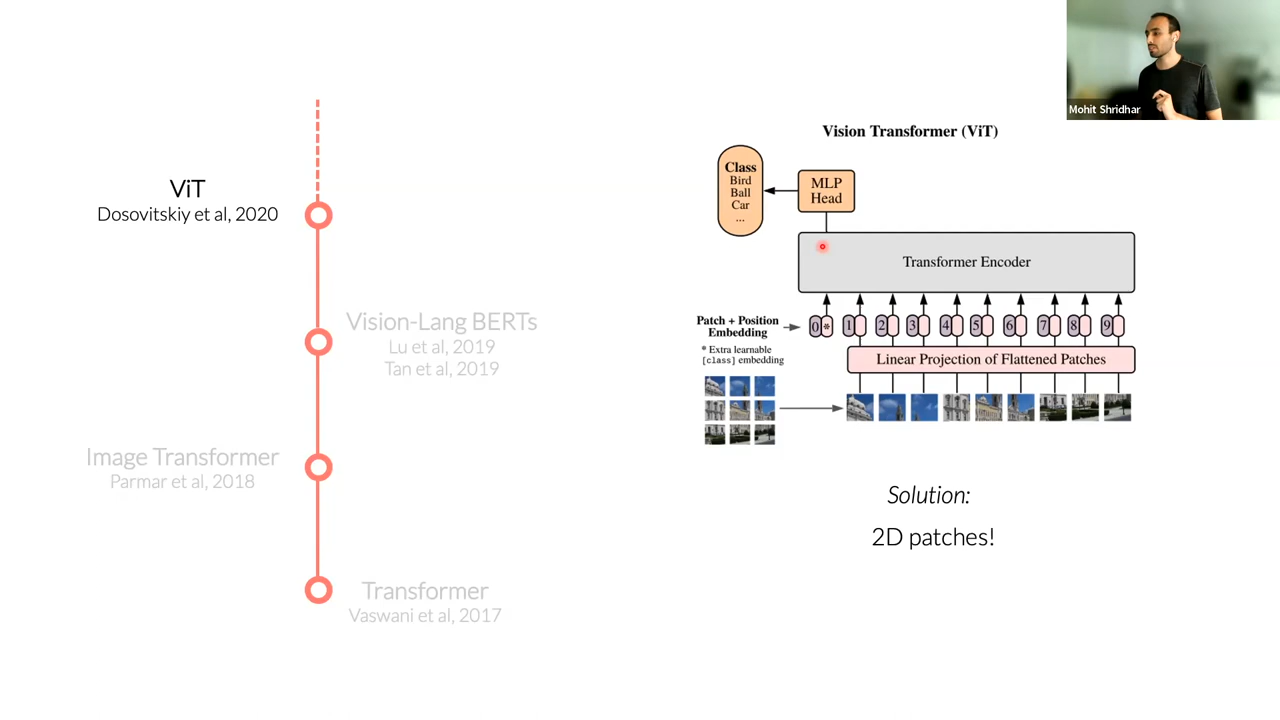 Mohit Shridhar
ViT
Dosovitskiy et al, 2020
Vision-Lang BERTs
Lu et al, 2019
Tan et al, 2019
Image Transformer
Parmar et al, 2018
Transformer
Vaswani et al, 2017
Vision Transformer (ViT)
Class
Bird
Ball
Car
...
MLP
Head
Transformer Encoder
Patch + Position
Embedding
* Extra learnable
[class] embedding
0 * 1 2 3 4 5 6 7 8 9
Linear Projection of Flattened Patches
Solution:
2D patches!